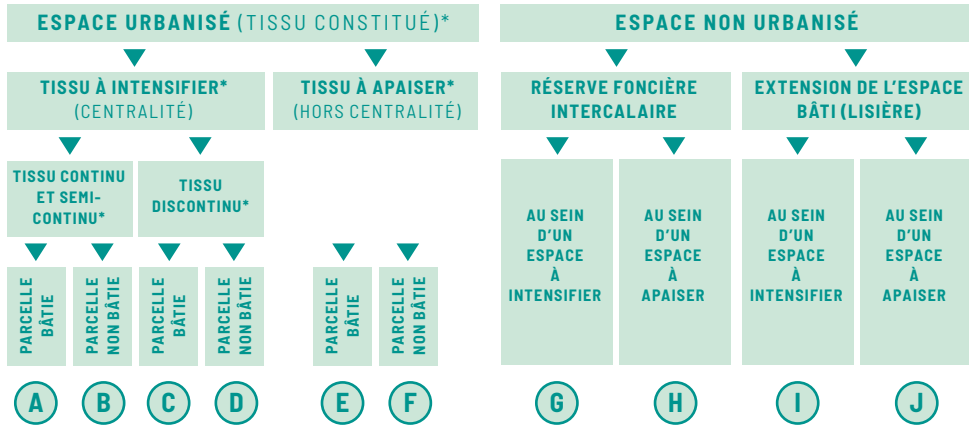 ESPACE URBANISÉ (TISSU CONSTITUÉ)*
ESPACE NON URBANISÉ
TISSU À INTENSIFIER*
(CENTRALITÉ)
TISSU À APAISER*
(HORS CENTRALITÉ)
RÉSERVE FONCIÈRE
INTERCALAIRE
EXTENSION DE L'ESPACE
BÂTI (LISIÈRE)
TISSU CONTINU
ET SEMI-
CONTINU*
TISSU
DISCONTINU*
AU SEIN
D'UN
ESPACE
À
INTENSIFIER
AU SEIN
D'UN
ESPACE
À
APAISER
AU SEIN
D'UN
ESPACE
À
INTENSIFIER
AU SEIN
D'UN
ESPACE
À
APAISER
PARCELLE
BÂTIE
PARCELLE
NON BÂTIE
PARCELLE
BÂTIE
PARCELLE
NON BÂTIE
PARCELLE
BÂTIE
PARCELLE
NON BÂTIE
A B C D E F G H I J